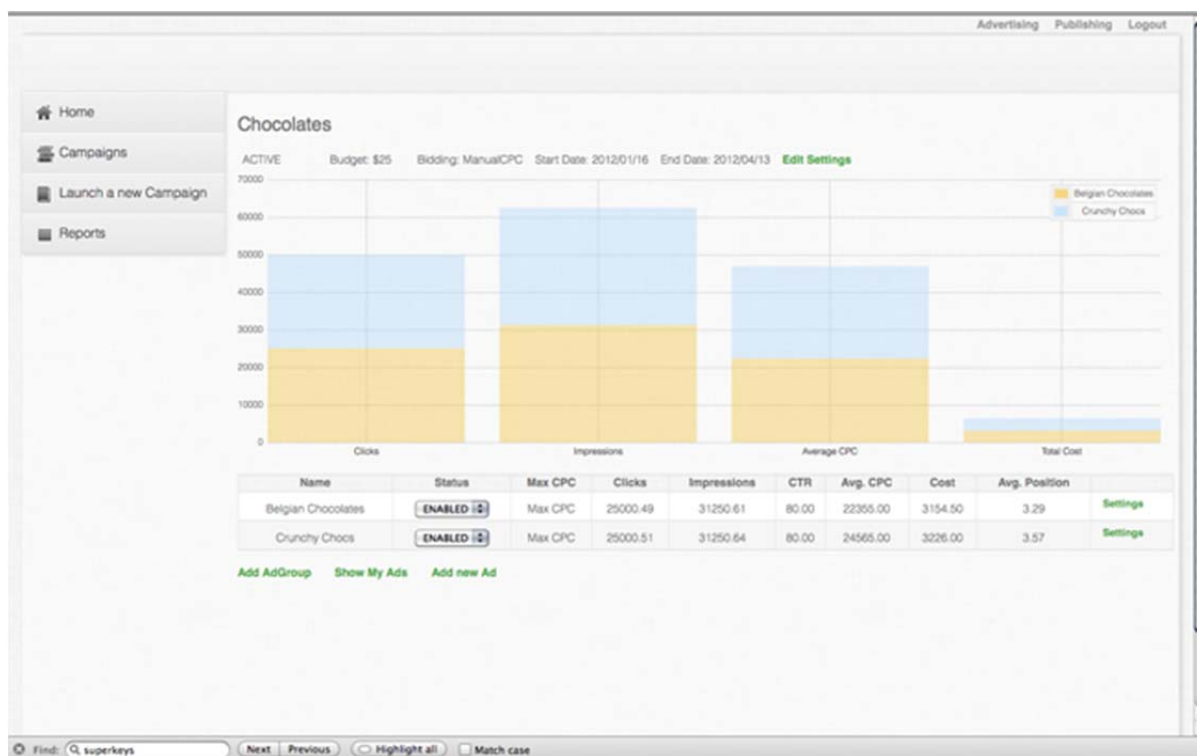 Advertising Publishing Logout
Home
Campaigns
Launch a new Campaign
Reports
Chocolates
ACTIVE Budget: $25 Bidding: ManualCPC Start Date: 2012/01/16 End Date: 2012/04/13 Edit Settings
70000
60000
50000
40000
30000
20000
10000
0
Belgian Chocolates
Crunchy Chocs
Clicks Impressions Average CPC Total Cost
Name Status Max CPC Clicks Impressions CTR Avg. CPC Cost Avg. Position
Belgian Chocolates ENABLED Max CPC 25000.49 31250.61 80.00 22355.00 3154.50 3.29 Settings
Crunchy Chocs ENABLED Max CPC 25000.51 31250.64 80.00 24565.00 3226.00 3.57 Settings
Add AdGroup Show My Ads Add new Ad
Find: superkeys Next Previous Highlight all Match case